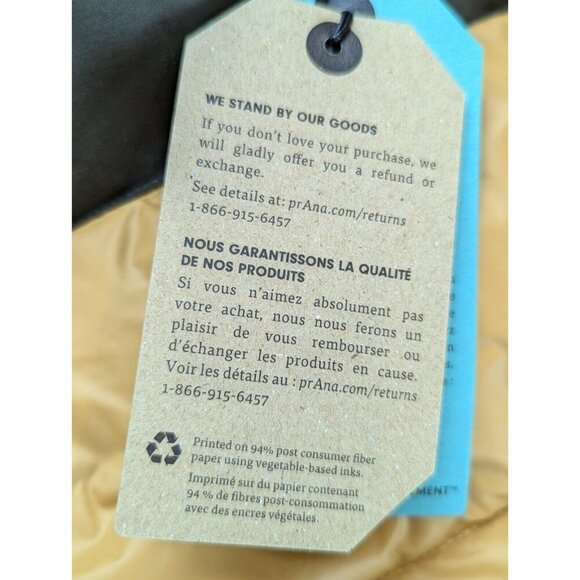 WE STAND BY OUR GOODS
If you don't love your purchase, we
will gladly offer you a refund or
exchange.
See details at: prAna.com/returns
1-866-915-6457
NOUS GARANTISSONS LA QUALITÉ
DE NOS PRODUITS
Si vous n'aimez absolument pas
votre achat, nous nous ferons un
plaisir de vous rembourser ou
d'échanger les produits en cause.
Voir les détails au : prAna.com/returns
1-866-915-6457
Printed on 94% post consumer fiber
paper using vegetable-based inks.
Imprimé sur du papier contenant
94 % de fibres post-consommation
avec des encres végétales.